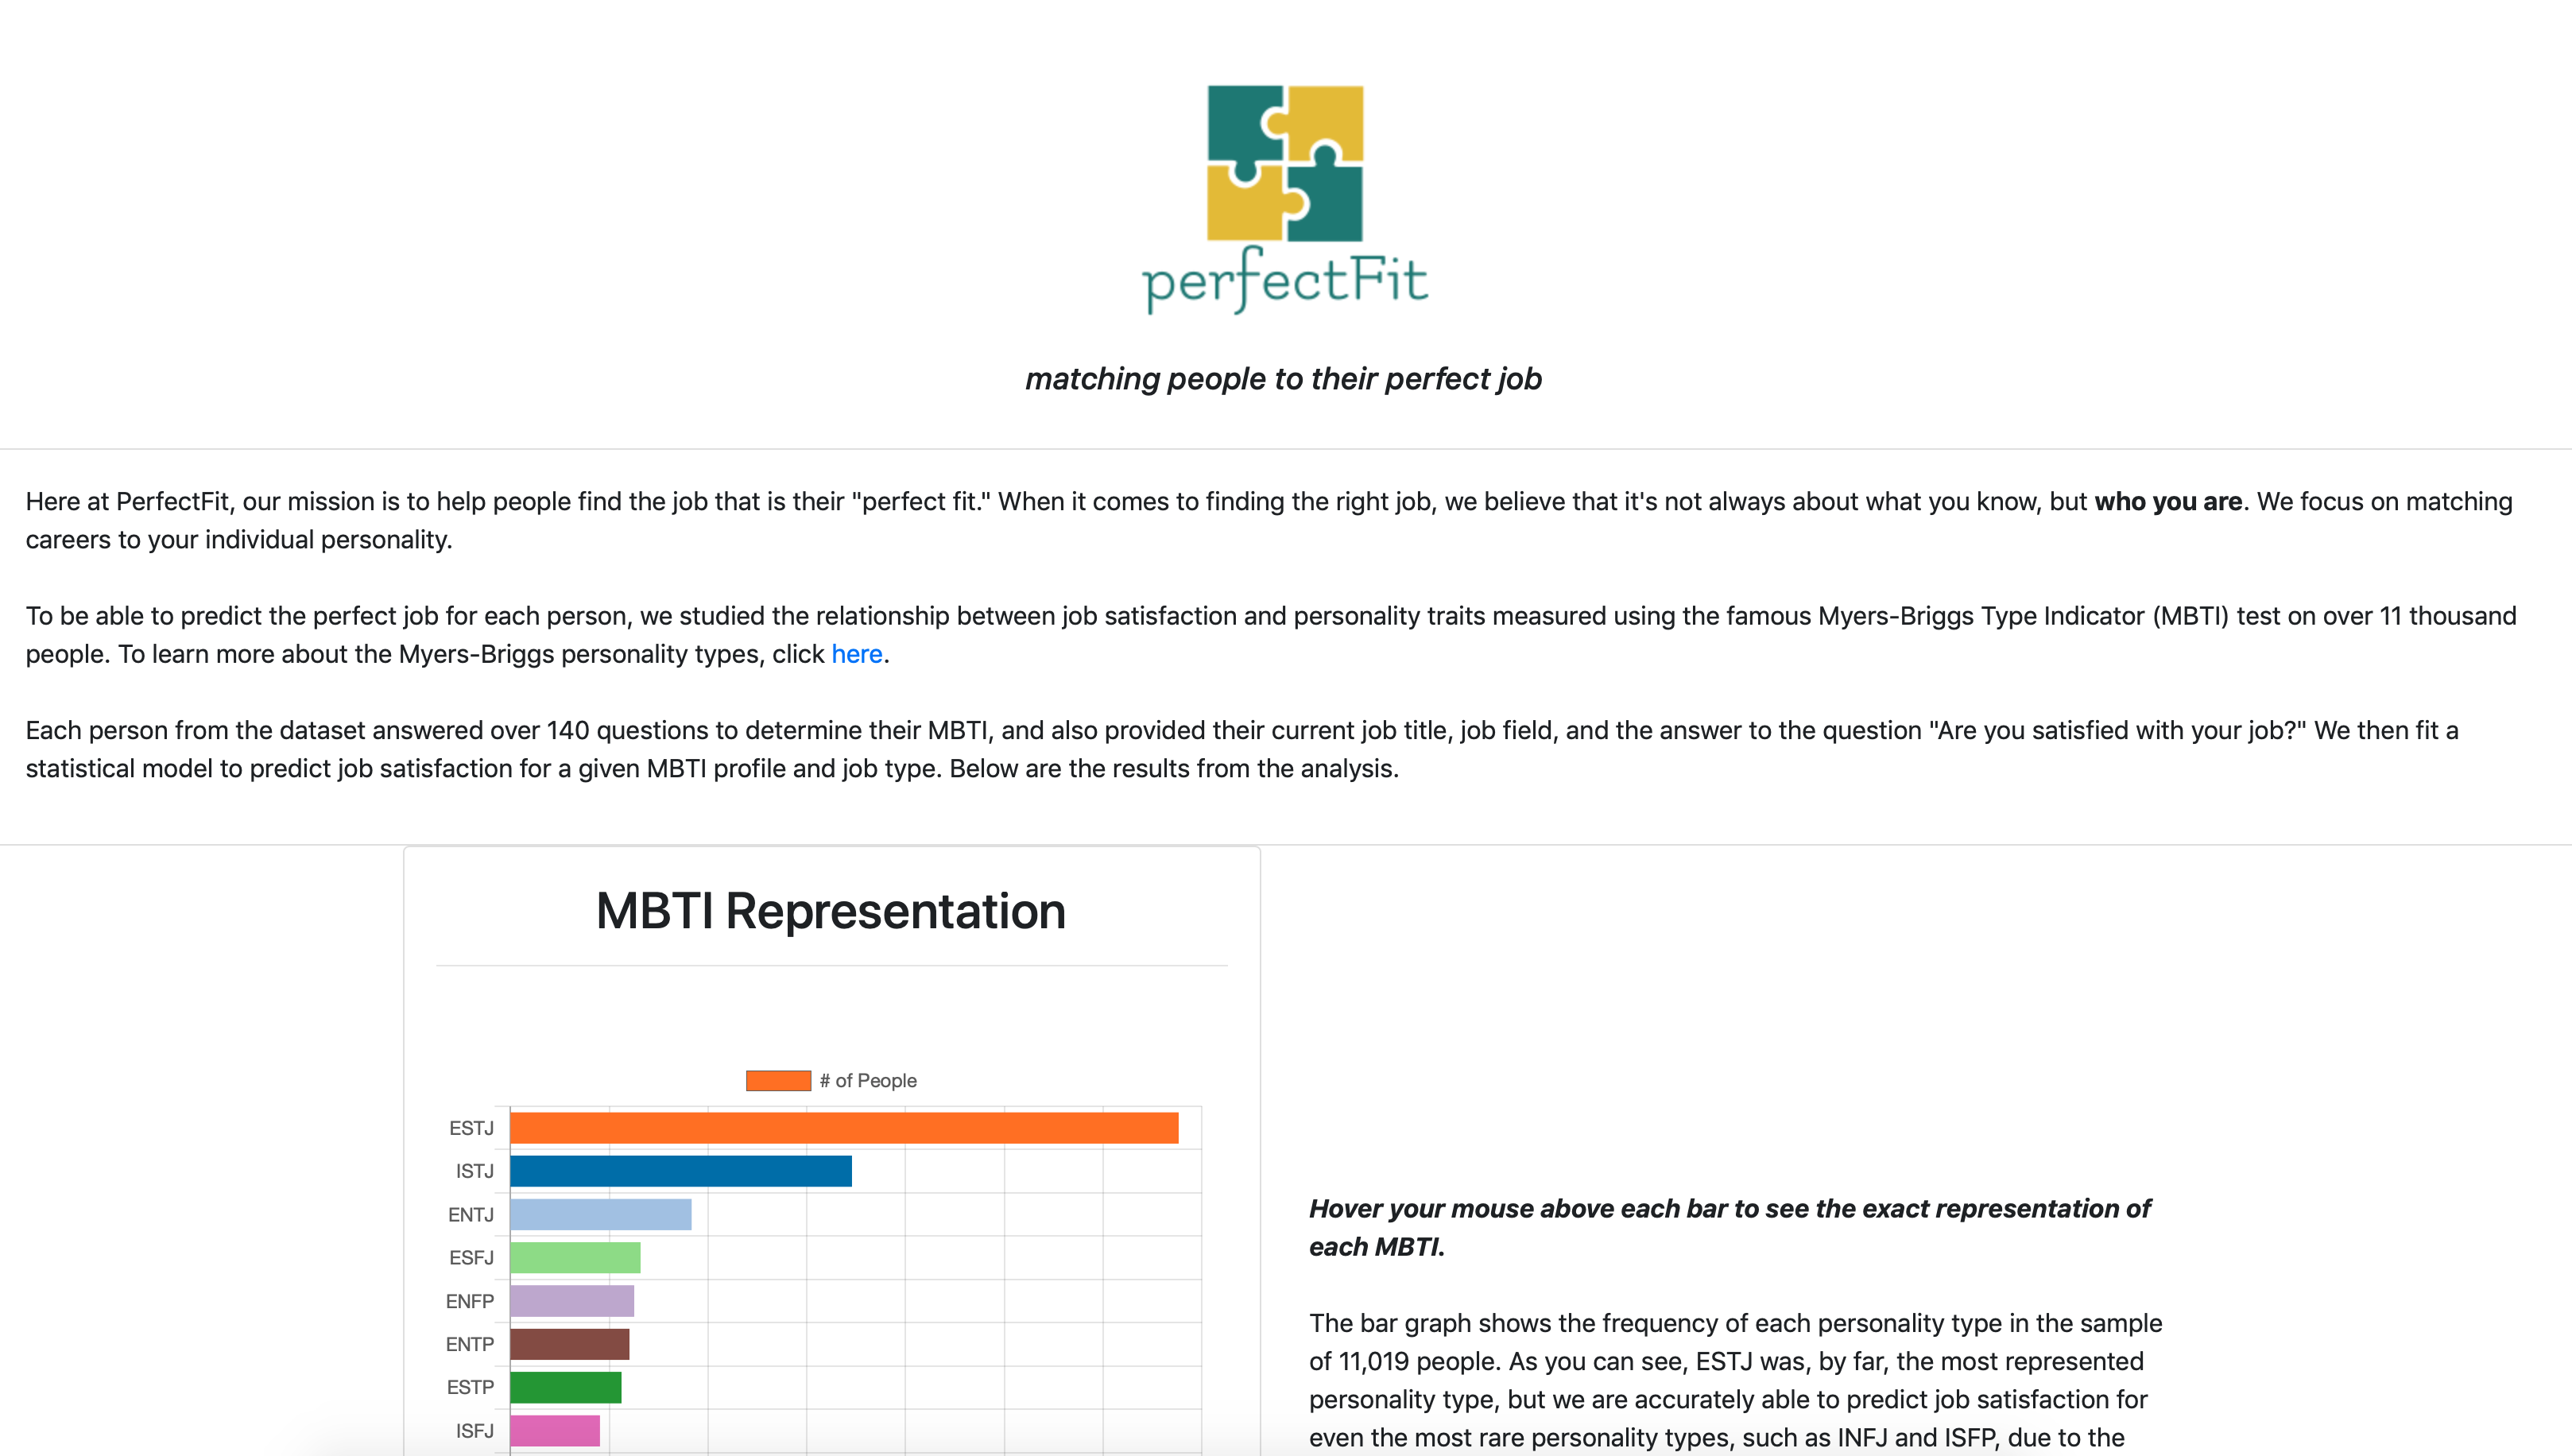 perfectFit
matching people to their perfect job
Here at PerfectFit, our mission is to help people find the job that is their "perfect fit." When it comes to finding the right job, we believe that it's not always about what you know, but who you are. We focus on matching
careers to your individual personality.
To be able to predict the perfect job for each person, we studied the relationship between job satisfaction and personality traits measured using the famous Myers-Briggs Type Indicator (MBTI) test on over 11 thousand
people. To learn more about the Myers-Briggs personality types, click here.
Each person from the dataset answered over 140 questions to determine their MBTI, and also provided their current job title, job field, and the answer to the question "Are you satisfied with your job?" We then fit a
statistical model to predict job satisfaction for a given MBTI profile and job type. Below are the results from the analysis.
MBTI Representation
# of People
ESTJ
ISTJ
ENTJ
ESFJ
ENFP
ENTP
ESTP
ISFJ
Hover your mouse above each bar to see the exact representation of
each MBTI.
The bar graph shows the frequency of each personality type in the sample
of 11,019 people. As you can see, ESTJ was, by far, the most represented
personality type, but we are accurately able to predict job satisfaction for
even the most rare personality types, such as INFJ and ISFP, due to the